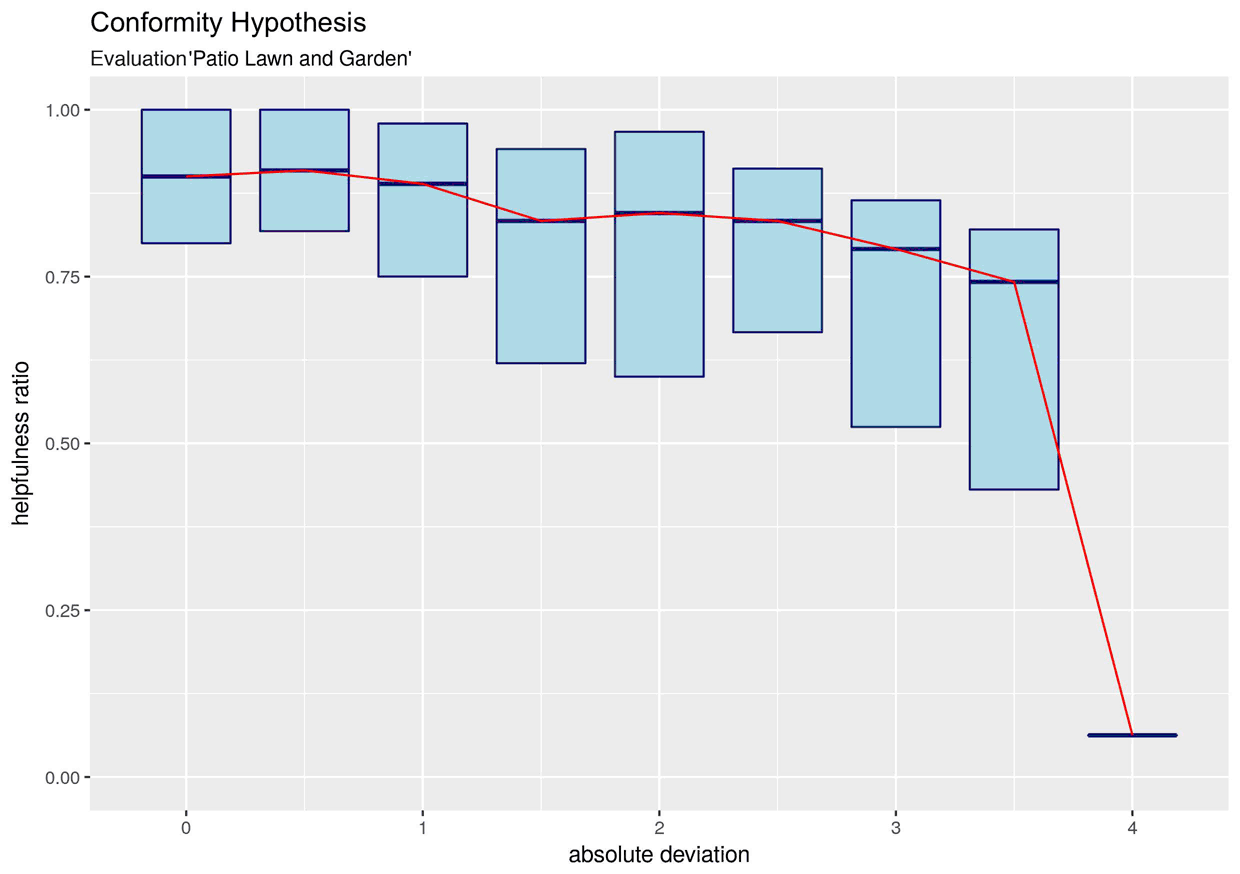 Conformity Hypothesis
Evaluation'Patio Lawn and Garden'
helpfulness ratio
1.00
0.75
0.50
0.25
0.00
0 1 2 3 4
absolute deviation